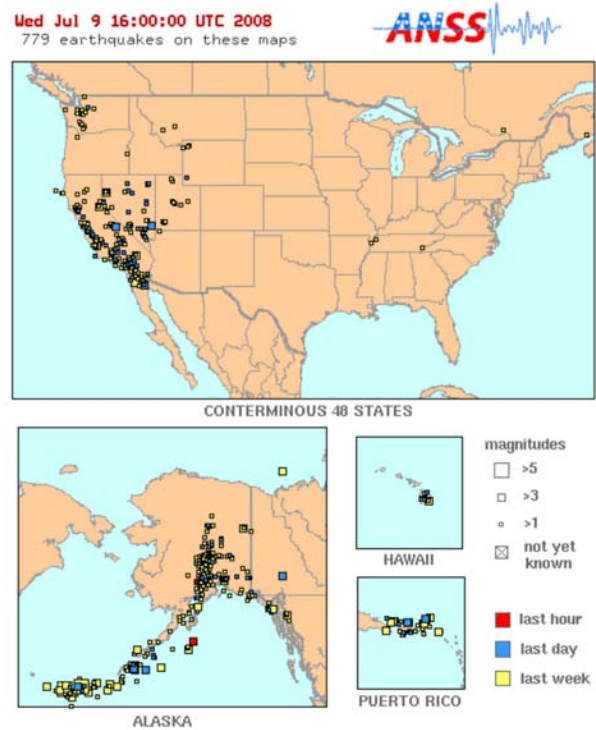 Wed Jul 9 16:00:00 UTC 2008
779 earthquakes on these maps
ANSS
CONTERMINOUS 48 STATES
magnitudes
>5
>3
>1
not yet
known
HAWAII
last hour
last day
last week
PUERTO RICO
ALASKA